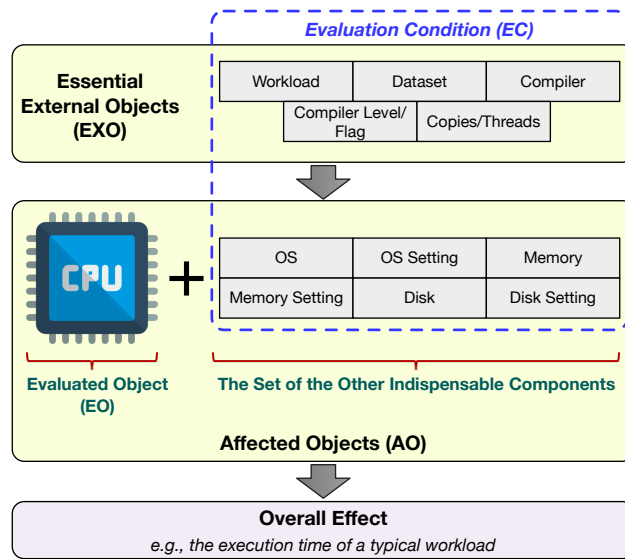 Evaluation Condition (EC)
Essential
External Objects
(EXO)
Workload
Dataset
Compiler
Compiler Level/
Flag
Copies/Threads
CPU
OS
OS Setting
Memory
Memory Setting
Disk
Disk Setting
Evaluated Object
(EO)
The Set of the Other Indispensable Components
Affected Objects (AO)
Overall Effect
e.g., the execution time of a typical workload